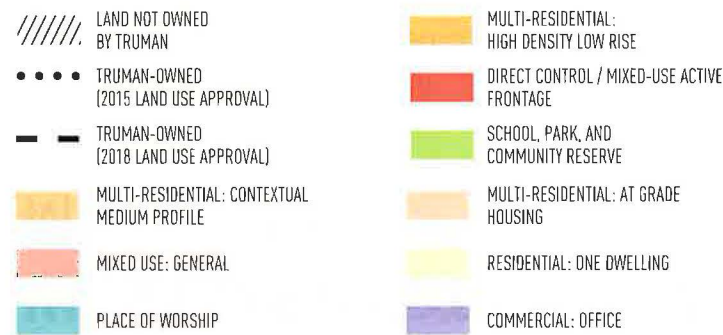 LAND NOT OWNED
BY TRUMAN
TRUMAN-OWNED
(2015 LAND USE APPROVAL)
TRUMAN-OWNED
(2018 LAND USE APPROVAL)
MULTI-RESIDENTIAL: CONTEXTUAL
MEDIUM PROFILE
MIXED USE: GENERAL
PLACE OF WORSHIP
MULTI-RESIDENTIAL:
HIGH DENSITY LOW RISE
DIRECT CONTROL / MIXED-USE ACTIVE
FRONTAGE
SCHOOL, PARK, AND
COMMUNITY RESERVE
MULTI-RESIDENTIAL: AT GRADE
HOUSING
RESIDENTIAL: ONE DWELLING
COMMERCIAL: OFFICE